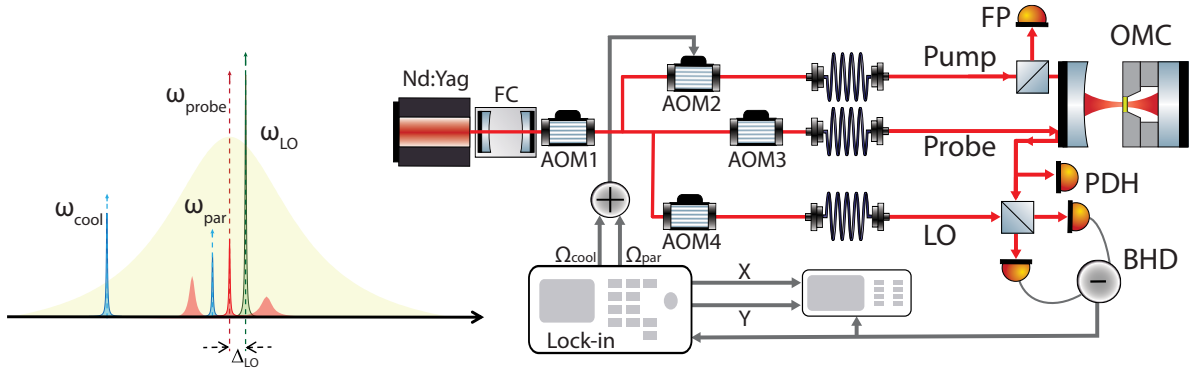 ω_probe
ω_LO
ω_cool
ω_par
Δ_LO
Nd:Yag
FC
AOM1
AOM2
Pump
FP
OMC
AOM3
Probe
PDH
AOM4
LO
BHD
+
−
Ω_cool
Ω_par
X
Y
Lock-in